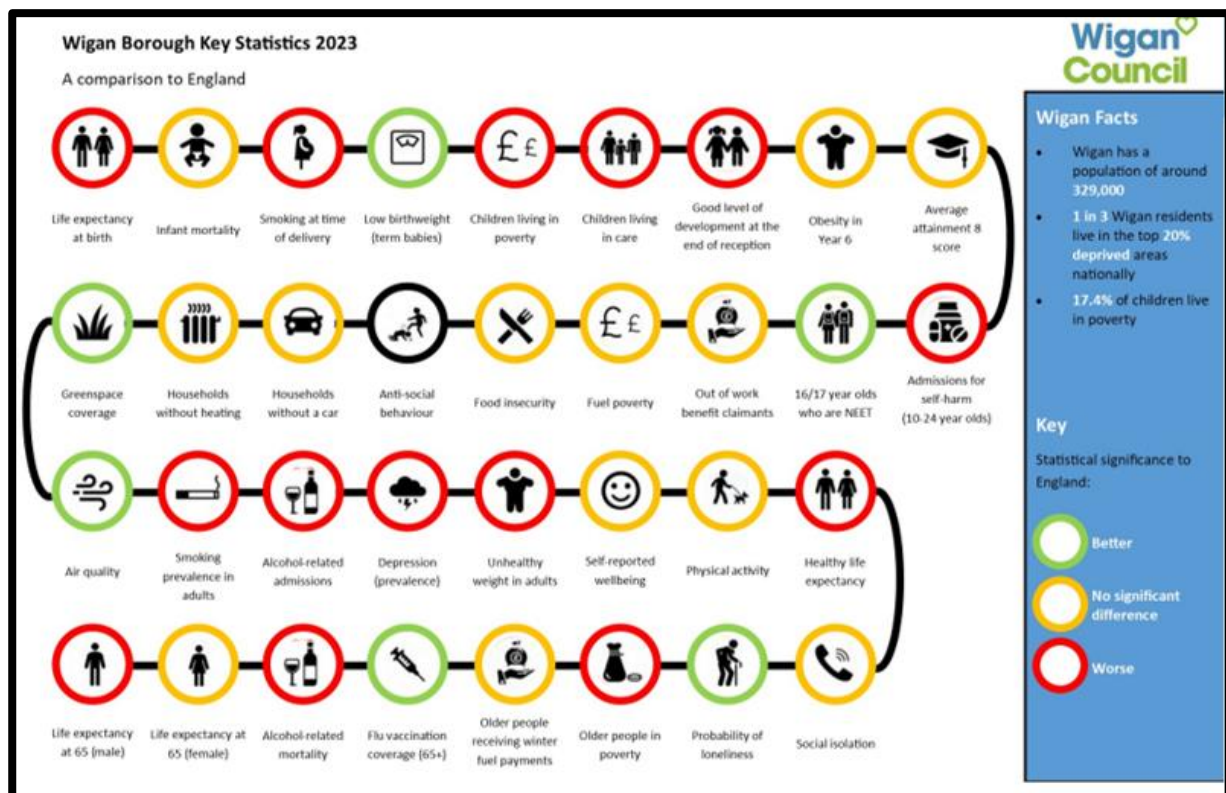 Wigan Borough Key Statistics 2023
A comparison to England
Life expectancy
at birth
Infant mortality
Smoking at time
of delivery
Low birthweight
(term babies)
££
Children living in
poverty
Children living
in care
Good level of
development at the
end of reception
Obesity in
Year 6
Average
attainment 8
score
Greenspace
coverage
Households
without heating
Households
without a car
Anti-social
behaviour
Food insecurity
££
Fuel poverty
Out of work
benefit claimants
16/17 year olds
who are NEET
Admissions for
self-harm
(10-24 year olds)
Air quality
Smoking
prevalence in
adults
Alcohol-related
admissions
Depression
(prevalence)
Unhealthy
weight in adults
Self-reported
wellbeing
Physical activity
Healthy life
expectancy
Life expectancy
at 65 (male)
Life expectancy at
65 (female)
Alcohol-related
mortality
Flu vaccination
coverage (65+)
Older people
receiving winter
fuel payments
Older people in
poverty
Probability of
loneliness
Social isolation
Wigan
Council
Wigan Facts
• Wigan has a
population of around
329,000
• 1 in 3 Wigan residents
live in the top 20%
deprived areas
nationally
• 17.4% of children live
in poverty
Key
Statistical significance to
England:
Better
No significant
difference
Worse